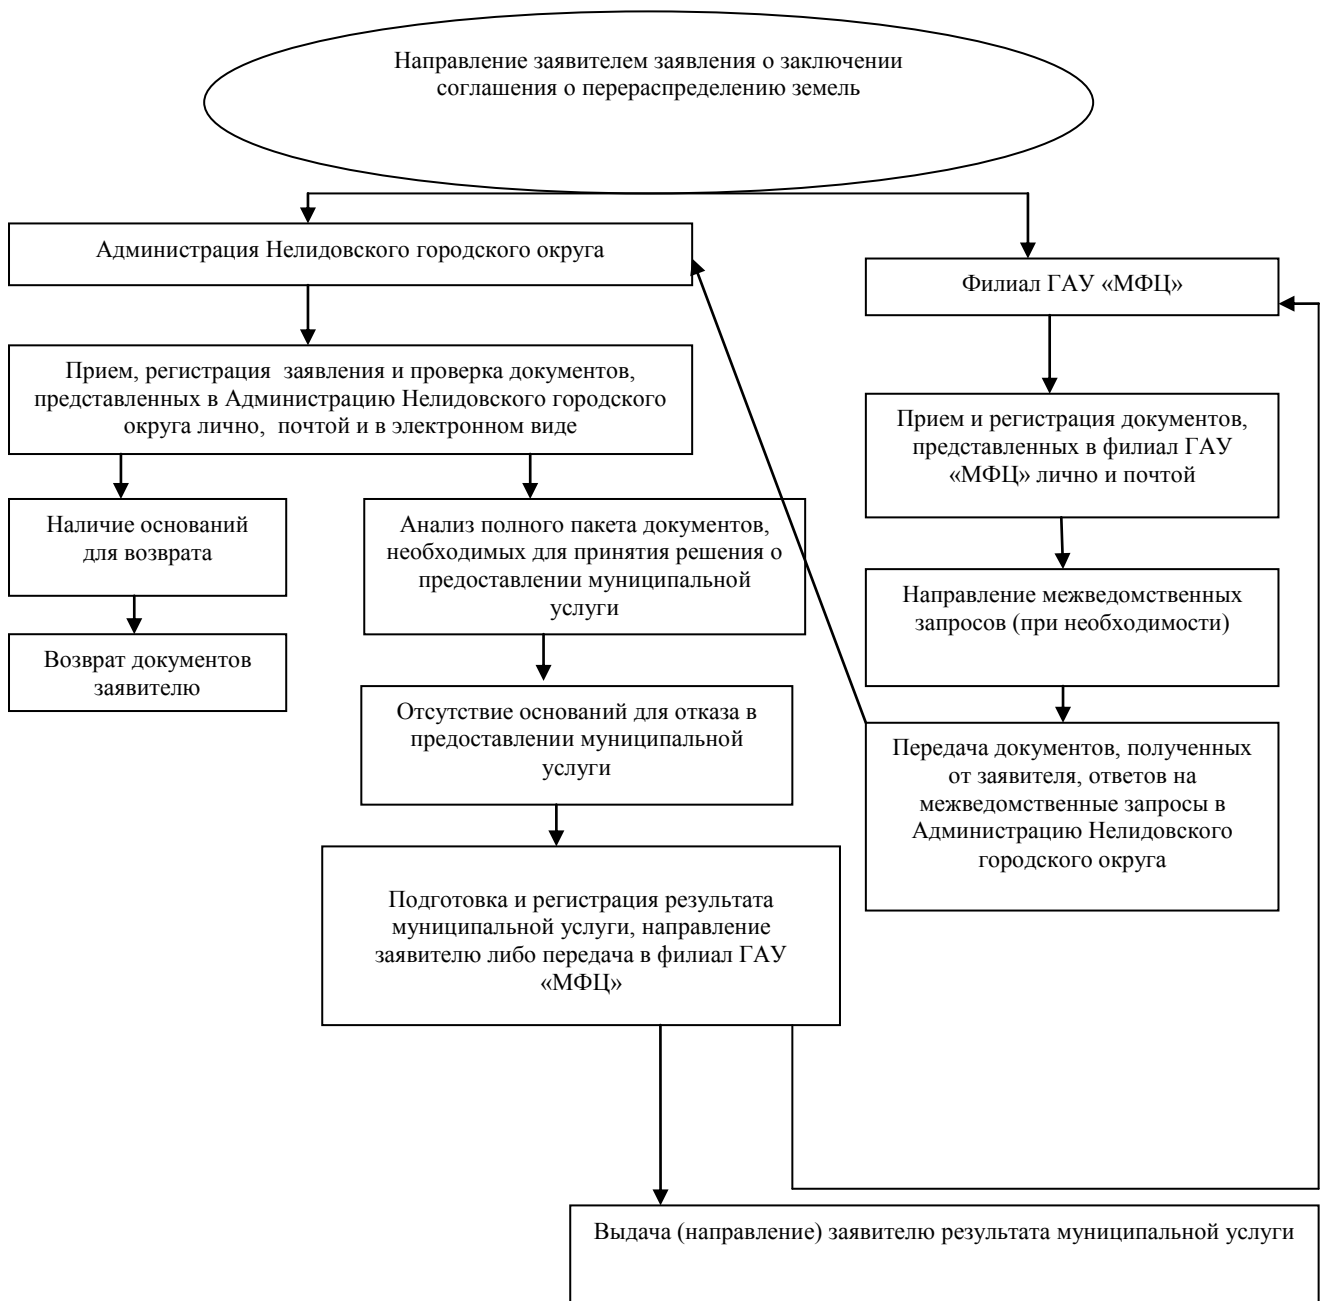 Направление заявителем заявления о заключении
соглашения о перераспределению земель
Администрация Нелидовского городского округа
Филиал ГАУ «МФЦ»
Прием, регистрация заявления и проверка документов,
представленных в Администрацию Нелидовского городского
округа лично, почтой и в электронном виде
Прием и регистрация документов,
представленных в филиал ГАУ
«МФЦ» лично и почтой
Наличие оснований
для возврата
Анализ полного пакета документов,
необходимых для принятия решения о
предоставлении муниципальной
услуги
Направление межведомственных
запросов (при необходимости)
Возврат документов
заявителю
Отсутствие оснований для отказа в
предоставлении муниципальной
услуги
Передача документов, полученных
от заявителя, ответов на
межведомственные запросы в
Администрацию Нелидовского
городского округа
Подготовка и регистрация результата
муниципальной услуги, направление
заявителю либо передача в филиал ГАУ
«МФЦ»
Выдача (направление) заявителю результата муниципальной услуги